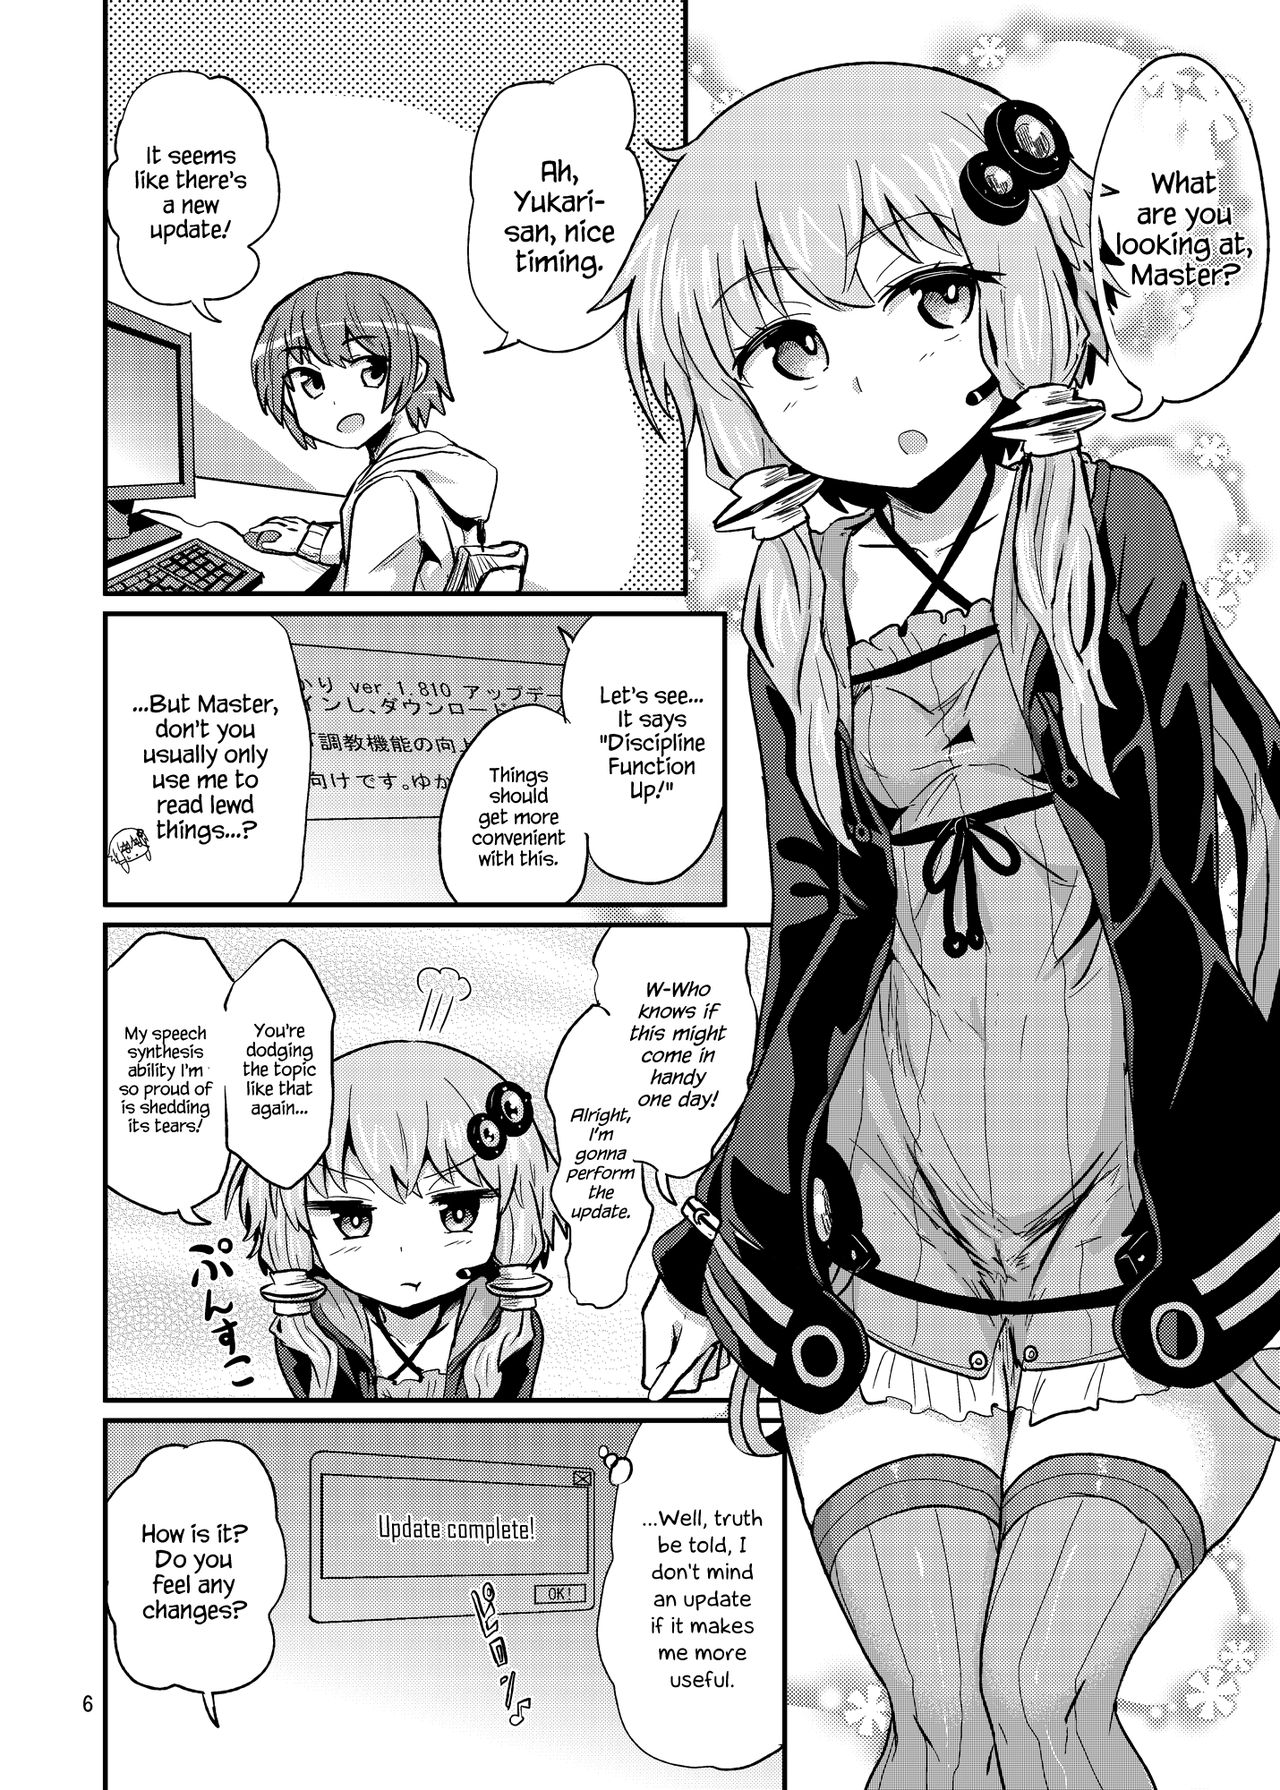 What
are you
looking at,
Master?
Ah,
Yukari-
san, nice
timing.
It seems
like there's
a new
update!
Let's see...
It says
"Discipline
Function
Up!"
Things
should
get more
convenient
with this.
かり ver.1.810 アップデー
インし、ダウンロード
調教機能の向上
向けです。ゆか
...But Master,
don't you
usually only
use me to
read lewd
things...?
W-Who
knows if
this might
come in
handy
one day!
Alright,
I'm
gonna
perform
the
update.
You're
dodging
the topic
like that
again...
My speech
synthesis
ability I'm
so proud of
is shedding
its tears!
ぷんすこ
...Well, truth
be told, I
don't mind
an update
if it makes
me more
useful.
Update complete!
OK!
ピロン♪
How is it?
Do you
feel any
changes?
6